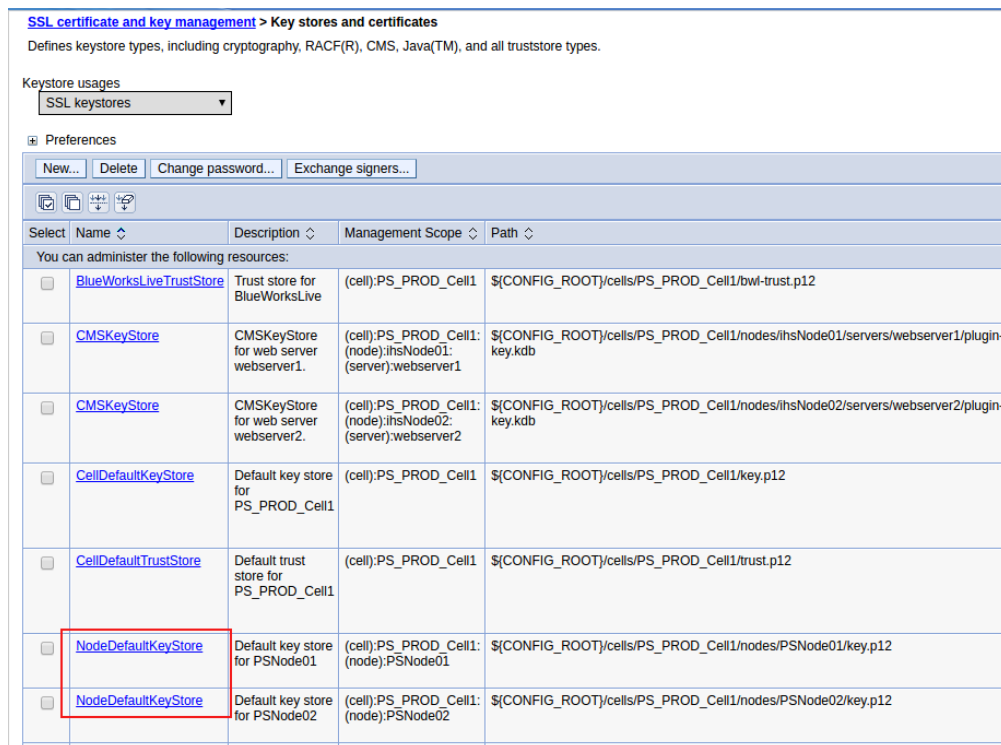 SSL certificate and key management > Key stores and certificates
Defines keystore types, including cryptography, RACF(R), CMS, Java(TM), and all truststore types.
Keystore usages
SSL keystores
Preferences
New... Delete Change password... Exchange signers...
Select Name Description Management Scope Path
You can administer the following resources:
BlueWorksLiveTrustStore Trust store for (cell):PS_PROD_Cell1 ${CONFIG_ROOT}/cells/PS_PROD_Cell1/bwl-trust.p12
BlueWorksLive
CMSKeyStore CMSKeyStore (cell):PS_PROD_Cell1: ${CONFIG_ROOT}/cells/PS_PROD_Cell1/nodes/ihsNode01/servers/webserver1/plugin-
for web server (node):ihsNode01: key.kdb
webserver1. (server):webserver1
CMSKeyStore CMSKeyStore (cell):PS_PROD_Cell1: ${CONFIG_ROOT}/cells/PS_PROD_Cell1/nodes/ihsNode02/servers/webserver2/plugin-
for web server (node):ihsNode02: key.kdb
webserver2. (server):webserver2
CellDefaultKeyStore Default key store (cell):PS_PROD_Cell1 ${CONFIG_ROOT}/cells/PS_PROD_Cell1/key.p12
for
PS_PROD_Cell1
CellDefaultTrustStore Default trust (cell):PS_PROD_Cell1 ${CONFIG_ROOT}/cells/PS_PROD_Cell1/trust.p12
store for
PS_PROD_Cell1
NodeDefaultKeyStore Default key store (cell):PS_PROD_Cell1: ${CONFIG_ROOT}/cells/PS_PROD_Cell1/nodes/PSNode01/key.p12
for PSNode01 (node):PSNode01
NodeDefaultKeyStore Default key store (cell):PS_PROD_Cell1: ${CONFIG_ROOT}/cells/PS_PROD_Cell1/nodes/PSNode02/key.p12
for PSNode02 (node):PSNode02